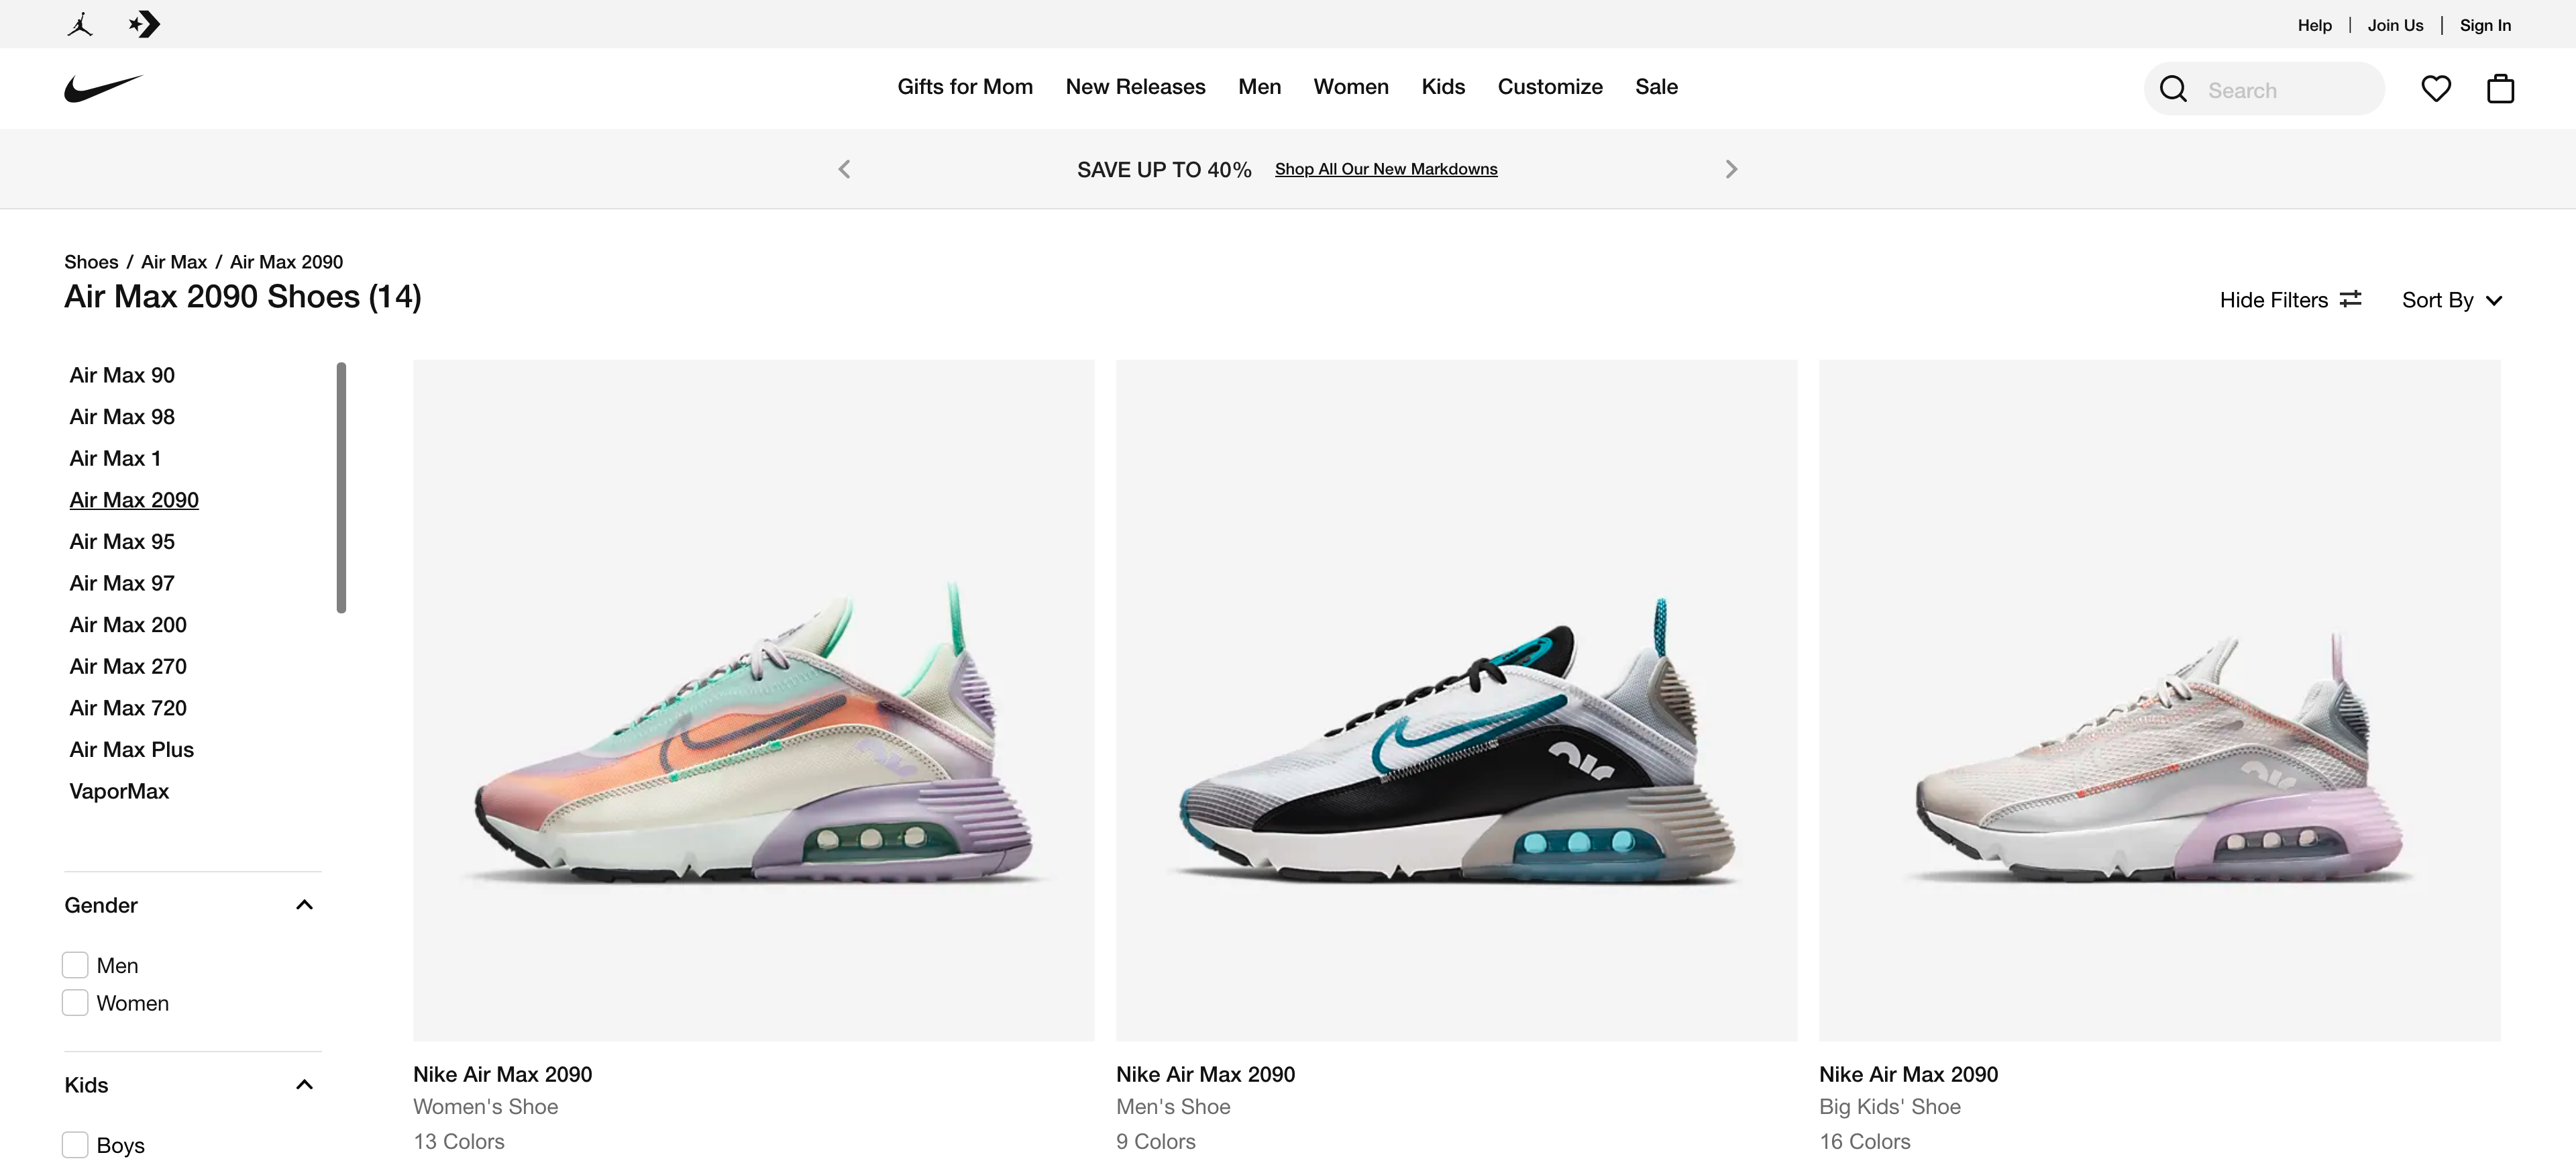 Help | Join Us | Sign In
Gifts for Mom New Releases Men Women Kids Customize Sale
Search
SAVE UP TO 40% Shop All Our New Markdowns
Shoes / Air Max / Air Max 2090
Air Max 2090 Shoes (14)
Hide Filters
Sort By
Air Max 90
Air Max 98
Air Max 1
Air Max 2090
Air Max 95
Air Max 97
Air Max 200
Air Max 270
Air Max 720
Air Max Plus
VaporMax
Gender
Men
Women
Kids
Boys
air
Nike Air Max 2090
Women's Shoe
13 Colors
air
Nike Air Max 2090
Men's Shoe
9 Colors
air
Nike Air Max 2090
Big Kids' Shoe
16 Colors